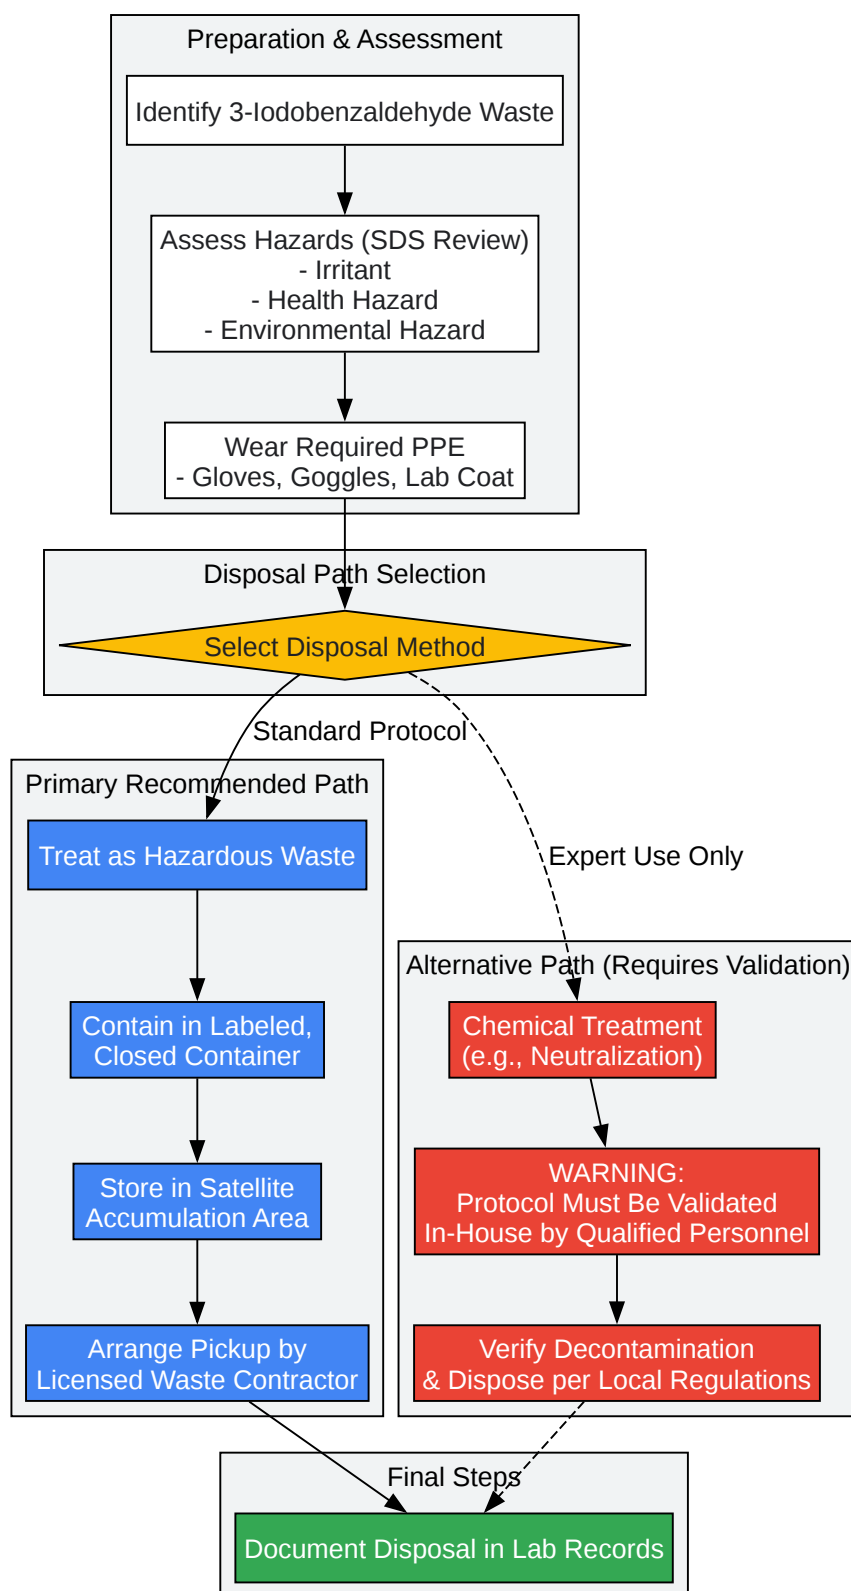 Preparation & Assessment
Identify 3-Iodobenzaldehyde Waste
Assess Hazards (SDS Review)
- Irritant
- Health Hazard
- Environmental Hazard
Wear Required PPE
- Gloves, Goggles, Lab Coat
Disposal Path Selection
Select Disposal Method
Standard Protocol
Primary Recommended Path
Treat as Hazardous Waste
Contain in Labeled,
Closed Container
Store in Satellite
Accumulation Area
Arrange Pickup by
Licensed Waste Contractor
Expert Use Only
Alternative Path (Requires Validation)
Chemical Treatment
(e.g., Neutralization)
WARNING:
Protocol Must Be Validated
In-House by Qualified Personnel
Verify Decontamination
& Dispose per Local Regulations
Final Steps
Document Disposal in Lab Records